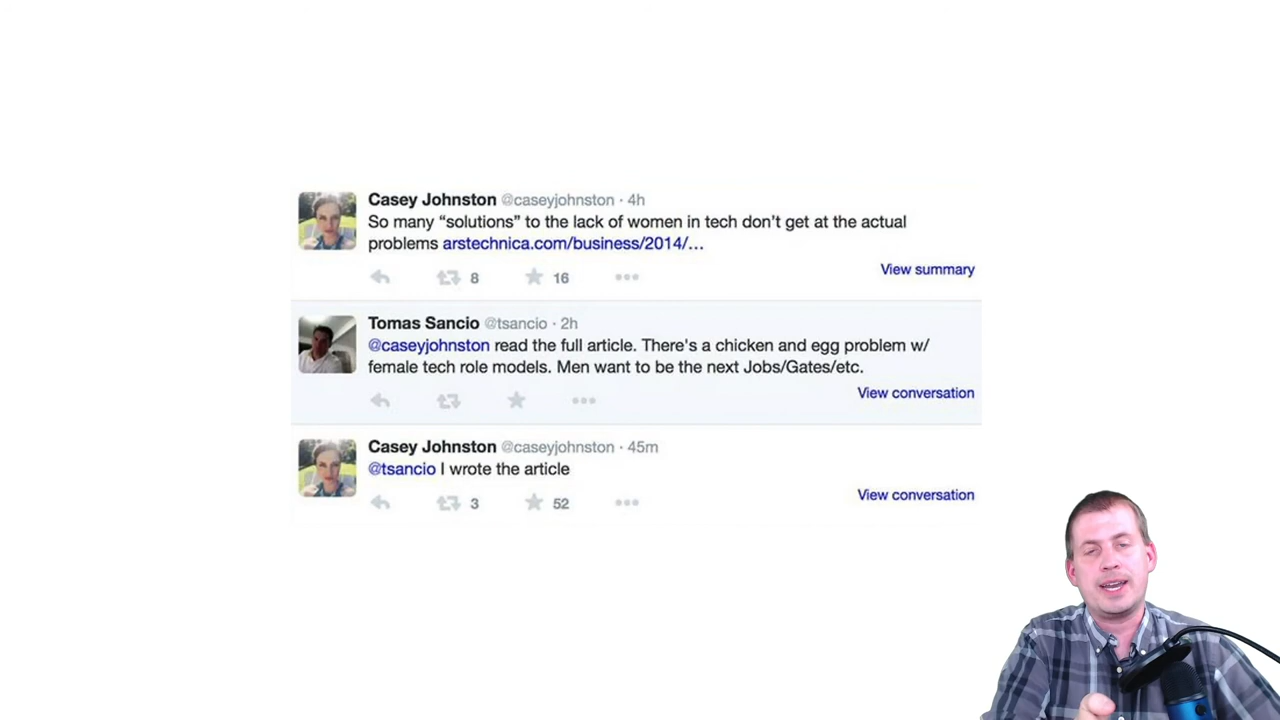 Casey Johnston @caseyjohnston · 4h
So many “solutions” to the lack of women in tech don’t get at the actual
problems arstechnica.com/business/2014/…
8 16 View summary
Tomas Sancio @tsancio · 2h
@caseyjohnston read the full article. There's a chicken and egg problem w/
female tech role models. Men want to be the next Jobs/Gates/etc.
View conversation
Casey Johnston @caseyjohnston · 45m
@tsancio I wrote the article
3 52 View conversation